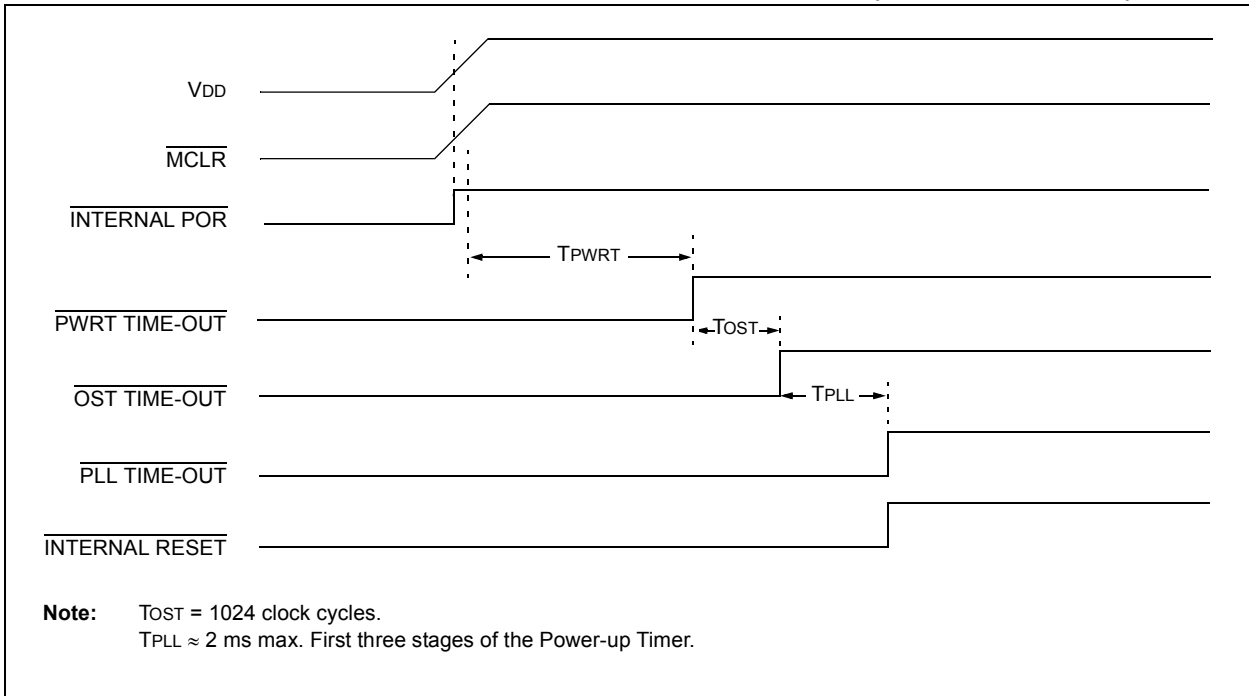 VDD
MCLR
INTERNAL POR
TPWRT
PWRT TIME-OUT
TOST
OST TIME-OUT
TPLL
PLL TIME-OUT
INTERNAL RESET
Note: TOST = 1024 clock cycles.
TPLL ≈ 2 ms max. First three stages of the Power-up Timer.